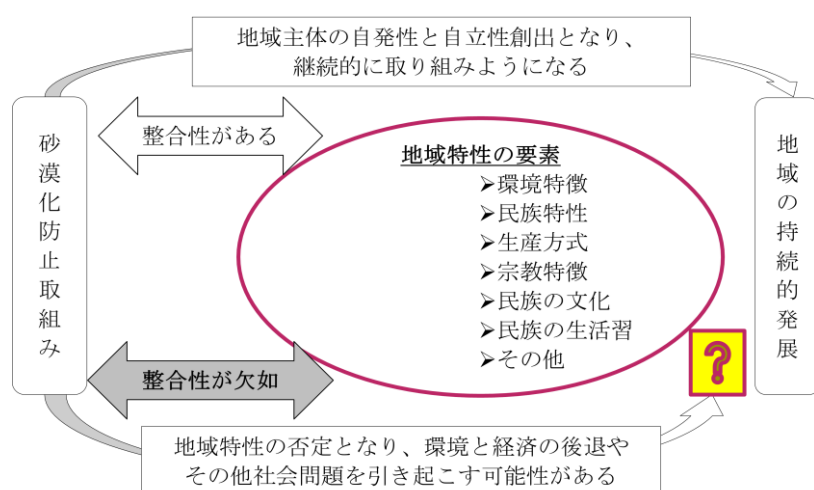 地域主体の自発性と自立性創出となり、
継続的に取り組みようになる
砂漠化防止取組み
整合性がある
地域特性の要素
➢環境特徴
➢民族特性
➢生産方式
➢宗教特徴
➢民族の文化
➢民族の生活習
➢その他
地域の持続的発展
整合性が欠如
?
地域特性の否定となり、環境と経済の後退や
その他社会問題を引き起こす可能性がある